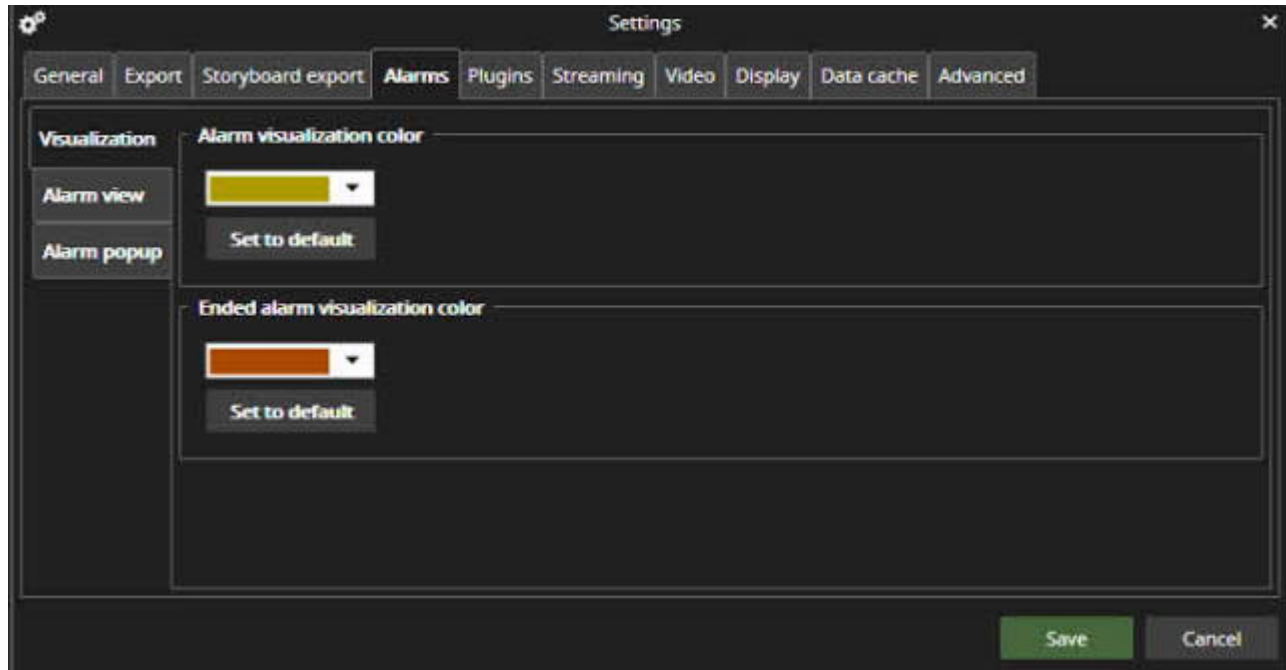 Settings
General Export Storyboard export Alarms Plugins Streaming Video Display Data cache Advanced
Visualization
Alarm view
Alarm popup
Alarm visualization color
Set to default
Ended alarm visualization color
Set to default
Save Cancel